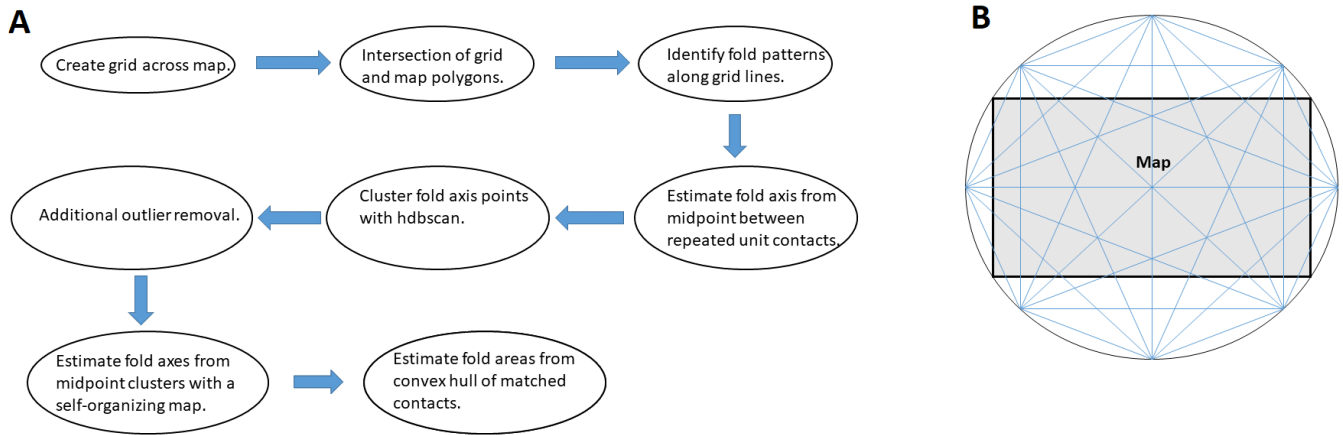 A
Create grid across map.
Intersection of grid
and map polygons.
Identify fold patterns
along grid lines.
Estimate fold axis from
midpoint between
repeated unit contacts.
Cluster fold axis points
with hdbscan.
Additional outlier removal.
Estimate fold axes from
midpoint clusters with a
self-organizing map.
Estimate fold areas from
convex hull of matched
contacts.
B
Map